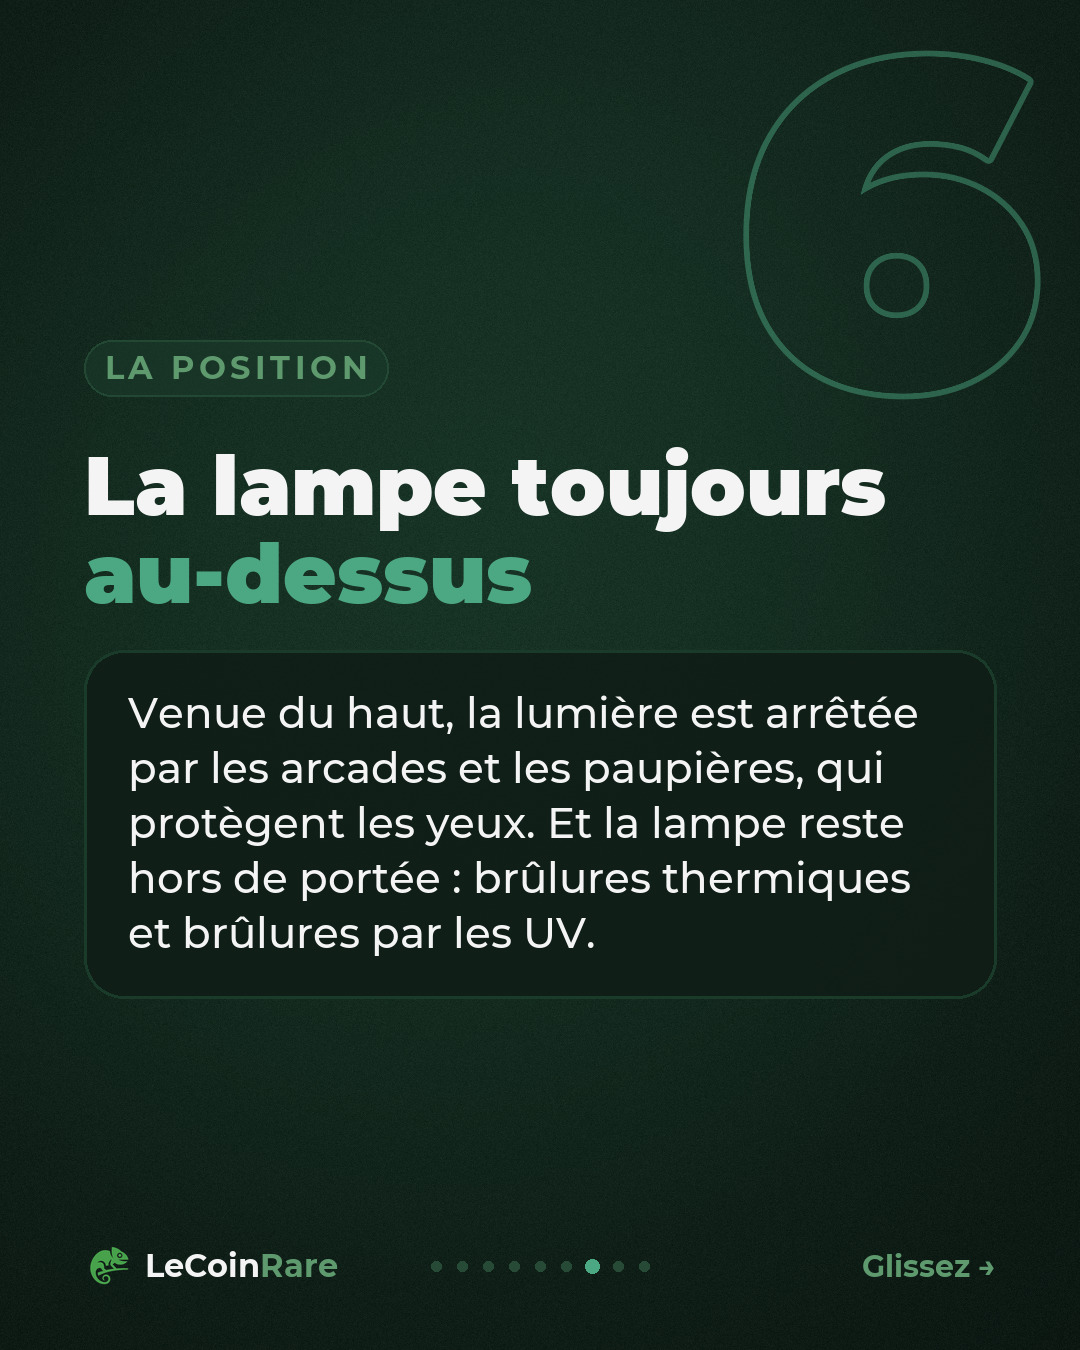 6
LA POSITION
La lampe toujours
au-dessus
Venue du haut, la lumière est arrêtée
par les arcades et les paupières, qui
protègent les yeux. Et la lampe reste
hors de portée : brûlures thermiques
et brûlures par les UV.
LeCoinRare
Glissez →